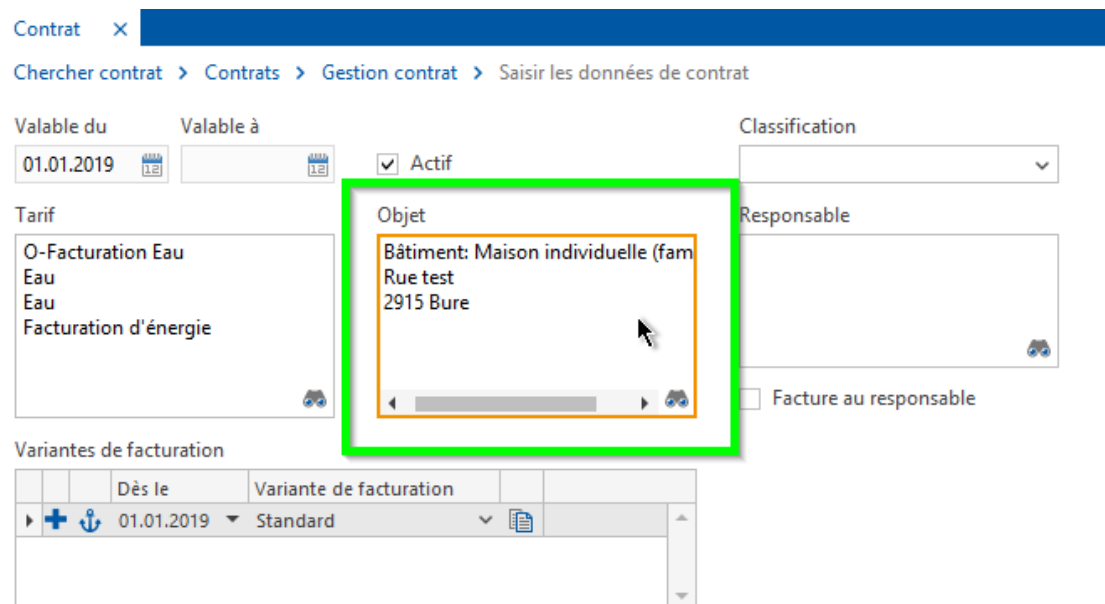 Contrat
Chercher contrat > Contrats > Gestion contrat > Saisir les données de contrat
Valable du Valable à Classification
01.01.2019 12 12 Actif
Tarif Objet Responsable
O-Facturation Eau
Eau
Eau
Facturation d'énergie
Bâtiment: Maison individuelle (fam
Rue test
2915 Bure
Facture au responsable
Variantes de facturation
Dès le Variante de facturation
01.01.2019 Standard